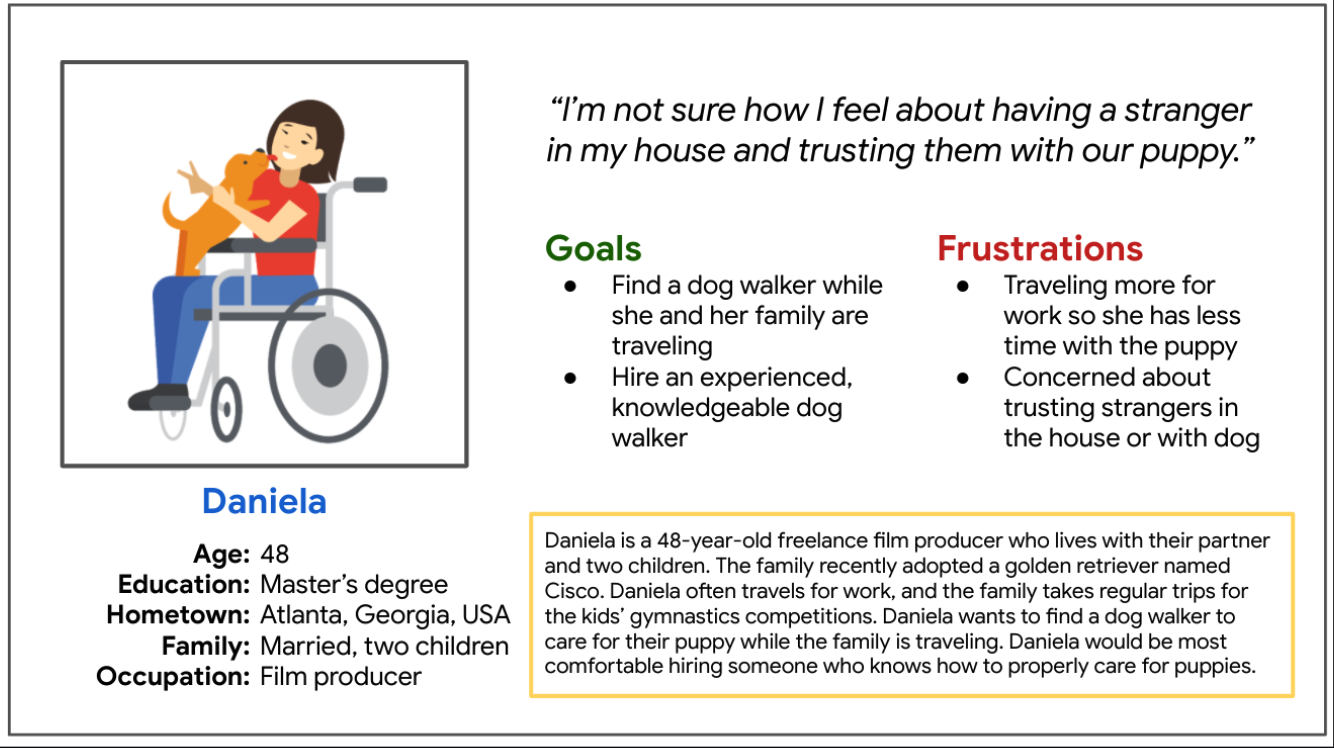 “I’m not sure how I feel about having a stranger
in my house and trusting them with our puppy.”
Goals
● Find a dog walker while
she and her family are
traveling
● Hire an experienced,
knowledgeable dog
walker
Frustrations
● Traveling more for
work so she has less
time with the puppy
● Concerned about
trusting strangers in
the house or with dog
Daniela
Age: 48
Education: Master’s degree
Hometown: Atlanta, Georgia, USA
Family: Married, two children
Occupation: Film producer
Daniela is a 48-year-old freelance film producer who lives with their partner
and two children. The family recently adopted a golden retriever named
Cisco. Daniela often travels for work, and the family takes regular trips for
the kids’ gymnastics competitions. Daniela wants to find a dog walker to
care for their puppy while the family is traveling. Daniela would be most
comfortable hiring someone who knows how to properly care for puppies.